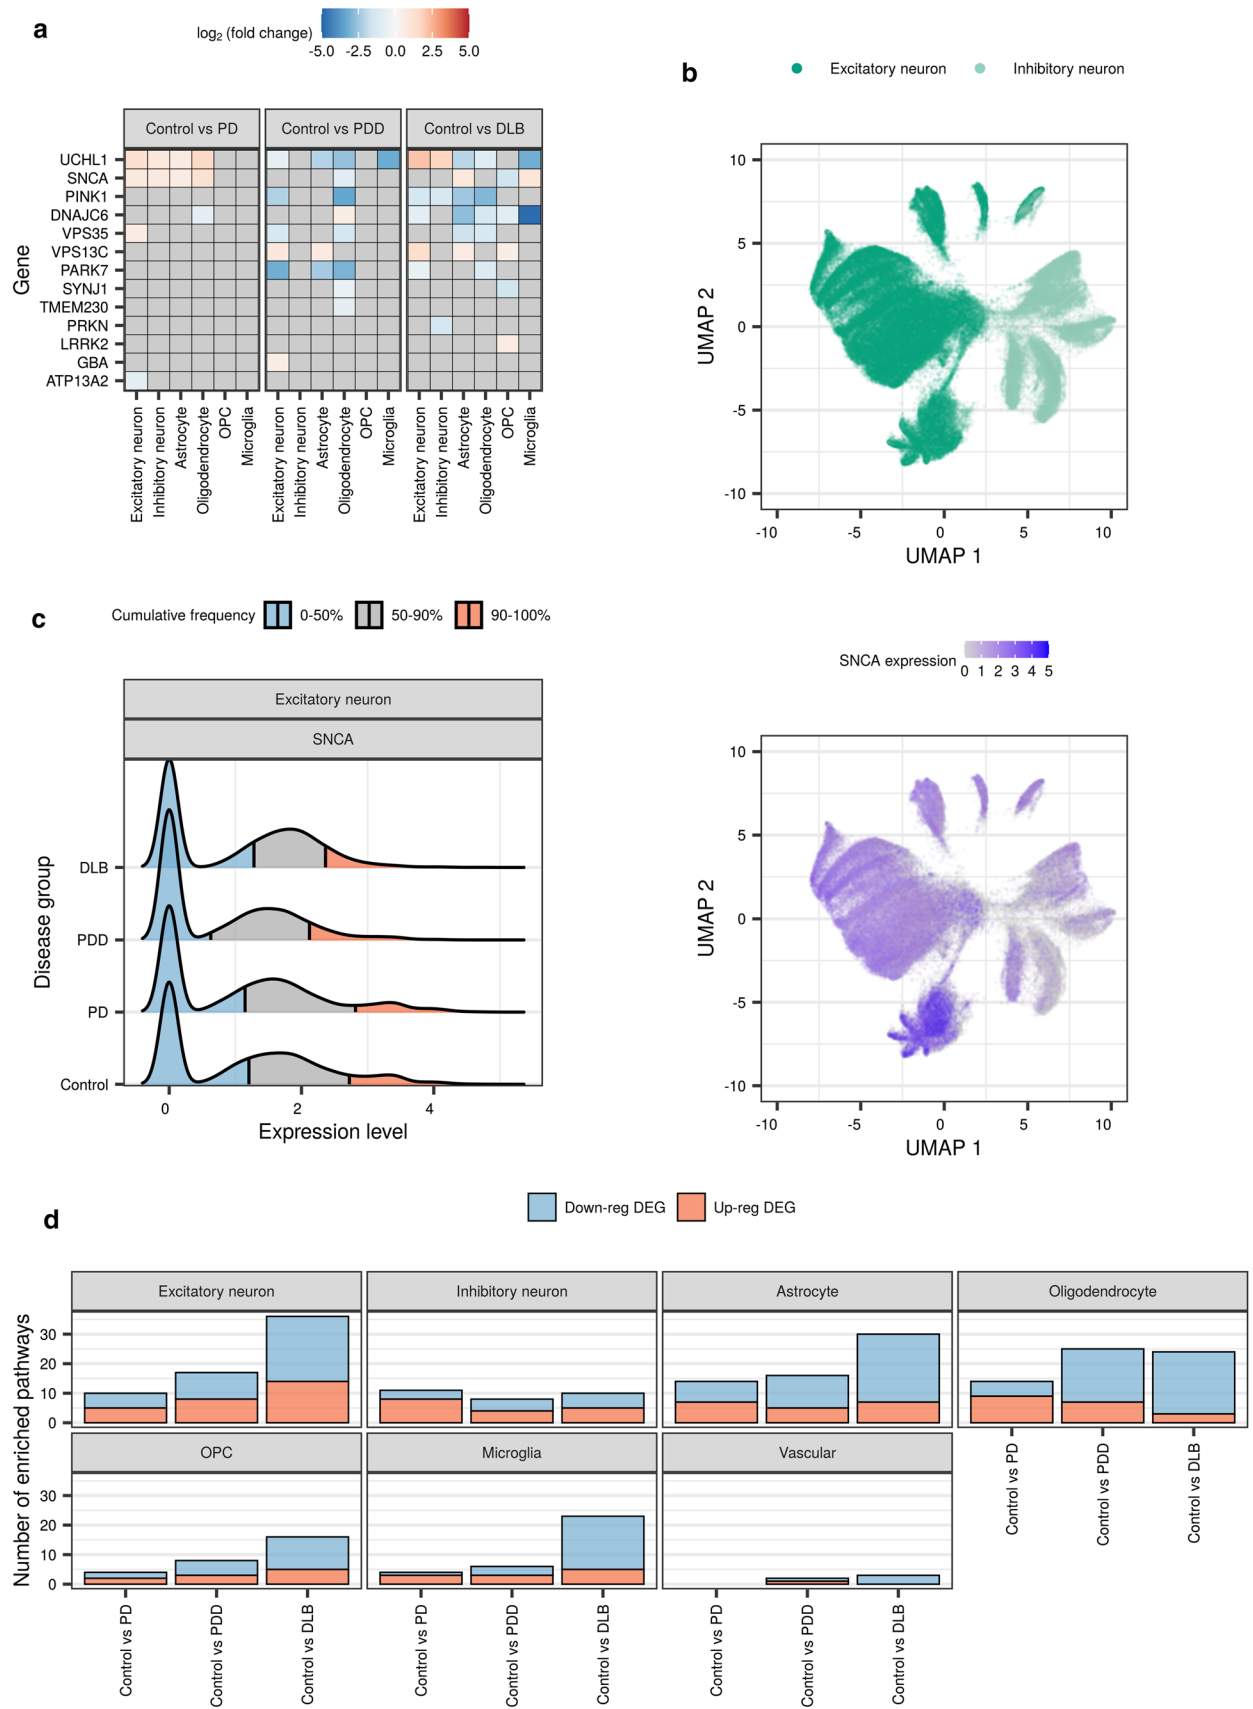 a
log₂ (fold change)
-5.0 -2.5 0.0 2.5 5.0
Control vs PD
Control vs PDD
Control vs DLB
UCHL1
SNCA
PINK1
DNAJC6
VPS35
VPS13C
PARK7
SYNJ1
TMEM230
PRKN
LRRK2
GBA
ATP13A2
Gene
Excitatory neuron
Inhibitory neuron
Astrocyte
Oligodendrocyte
OPC
Microglia
Excitatory neuron
Inhibitory neuron
Astrocyte
Oligodendrocyte
OPC
Microglia
Excitatory neuron
Inhibitory neuron
Astrocyte
Oligodendrocyte
OPC
Microglia
b
Excitatory neuron
Inhibitory neuron
10
5
0
-5
-10
UMAP 2
-10 -5 0 5 10
UMAP 1
c
Cumulative frequency 0-50% 50-90% 90-100%
Excitatory neuron
SNCA
DLB
PDD
PD
Control
Disease group
0 2 4
Expression level
SNCA expression
0 1 2 3 4 5
10
5
0
-5
-10
UMAP 2
-10 -5 0 5 10
UMAP 1
d
Down-reg DEG Up-reg DEG
Number of enriched pathways
Excitatory neuron
Inhibitory neuron
Astrocyte
Oligodendrocyte
30
20
10
0
OPC
Microglia
Vascular
30
20
10
0
Control vs PD
Control vs PDD
Control vs DLB
Control vs PD
Control vs PDD
Control vs DLB
Control vs PD
Control vs PDD
Control vs DLB
Control vs PD
Control vs PDD
Control vs DLB